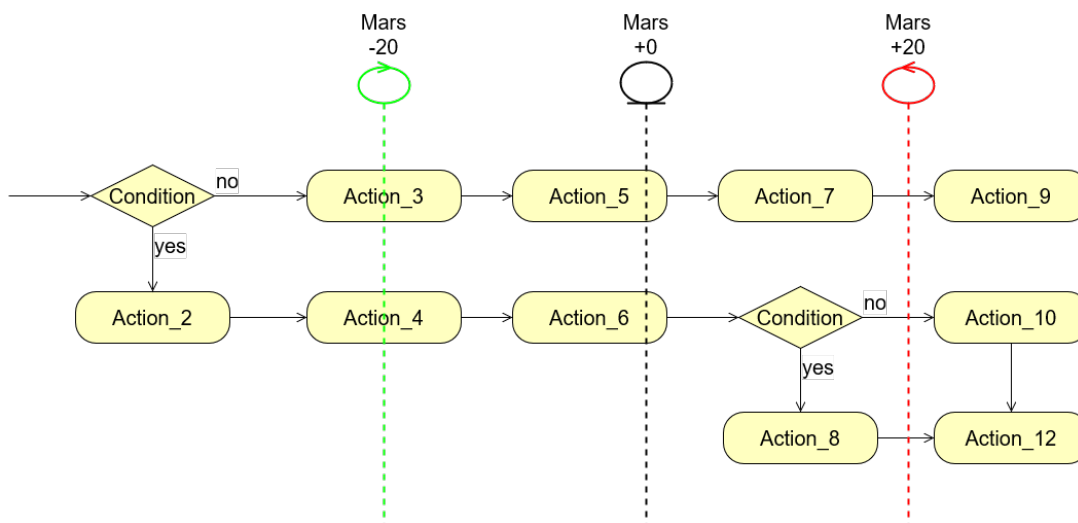 Mars
-20
Mars
+0
Mars
+20
Condition
no
Action_3
Action_5
Action_7
Action_9
yes
Action_2
Action_4
Action_6
Condition
no
Action_10
yes
Action_8
Action_12